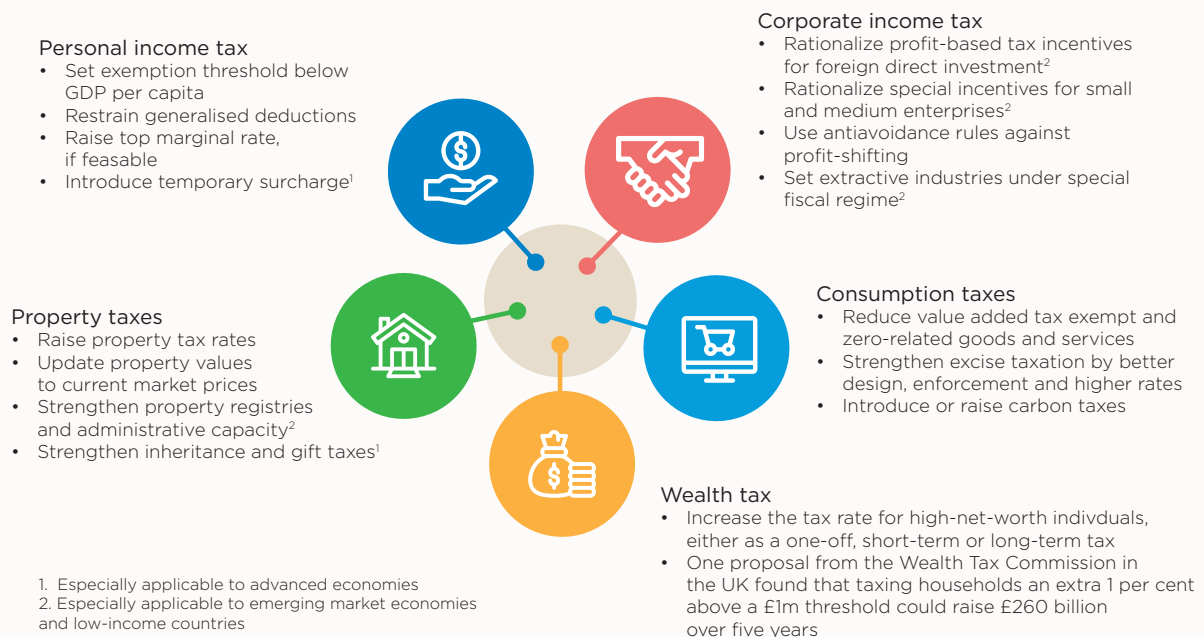 Personal income tax
• Set exemption threshold below
GDP per capita
• Restrain generalised deductions
• Raise top marginal rate,
if feasable
• Introduce temporary surcharge¹
Corporate income tax
• Rationalize profit-based tax incentives
for foreign direct investment²
• Rationalize special incentives for small
and medium enterprises²
• Use antiavoidance rules against
profit-shifting
• Set extractive industries under special
fiscal regime²
Property taxes
• Raise property tax rates
• Update property values
to current market prices
• Strengthen property registries
and administrative capacity²
• Strengthen inheritance and gift taxes¹
Consumption taxes
• Reduce value added tax exempt and
zero-related goods and services
• Strengthen excise taxation by better
design, enforcement and higher rates
• Introduce or raise carbon taxes
Wealth tax
• Increase the tax rate for high-net-worth indivduals,
either as a one-off, short-term or long-term tax
• One proposal from the Wealth Tax Commission in
the UK found that taxing households an extra 1 per cent
above a £1m threshold could raise £260 billion
over five years
1. Especially applicable to advanced economies
2. Especially applicable to emerging market economies
and low-income countries
$
$